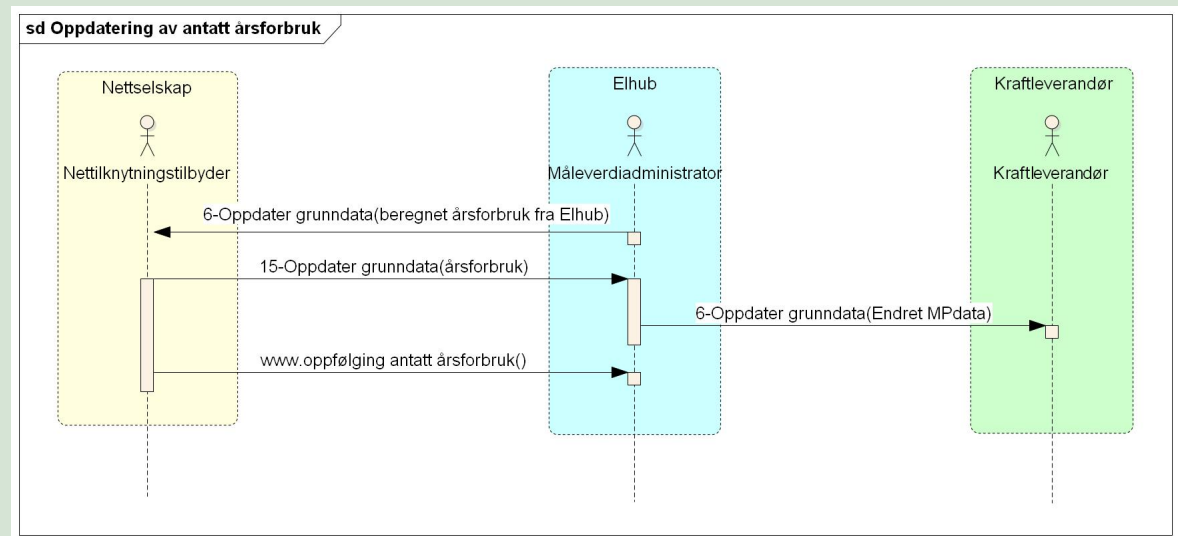 sd Oppdatering av antatt årsforbruk
Nettselskap
Elhub
Kraftleverandør
Nettilknytningstilbyder
Måleverdiadministrator
Kraftleverandør
6-Oppdater grunndata(beregnet årsforbruk fra Elhub)
15-Oppdater grunndata(årsforbruk)
6-Oppdater grunndata(Endret MPdata)
www.oppfølging antatt årsforbruk()